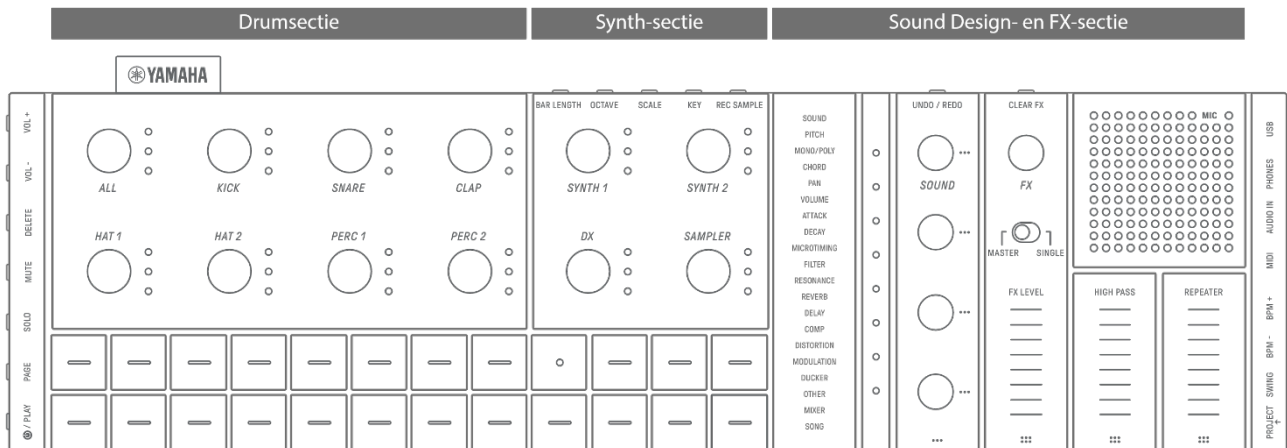 Drumsectie
Synth-sectie
Sound Design- en FX-sectie
YAMAHA
VOL +
VOL -
DELETE
MUTE
SOLO
PAGE
/ PLAY
ALL
KICK
SNARE
CLAP
HAT 1
HAT 2
PERC 1
PERC 2
BAR LENGTH
OCTAVE
SCALE
KEY
REC SAMPLE
SYNTH 1
SYNTH 2
DX
SAMPLER
SOUND
PITCH
MONO/POLY
CHORD
PAN
VOLUME
ATTACK
DECAY
MICROTIMING
FILTER
RESONANCE
REVERB
DELAY
COMP
DISTORTION
MODULATION
DUCKER
OTHER
MIXER
SONG
UNDO / REDO
SOUND
CLEAR FX
FX
MASTER
SINGLE
FX LEVEL
MIC
HIGH PASS
REPEATER
USB
PHONES
AUDIO IN
MIDI
BPM +
BPM -
SWING
PROJECT